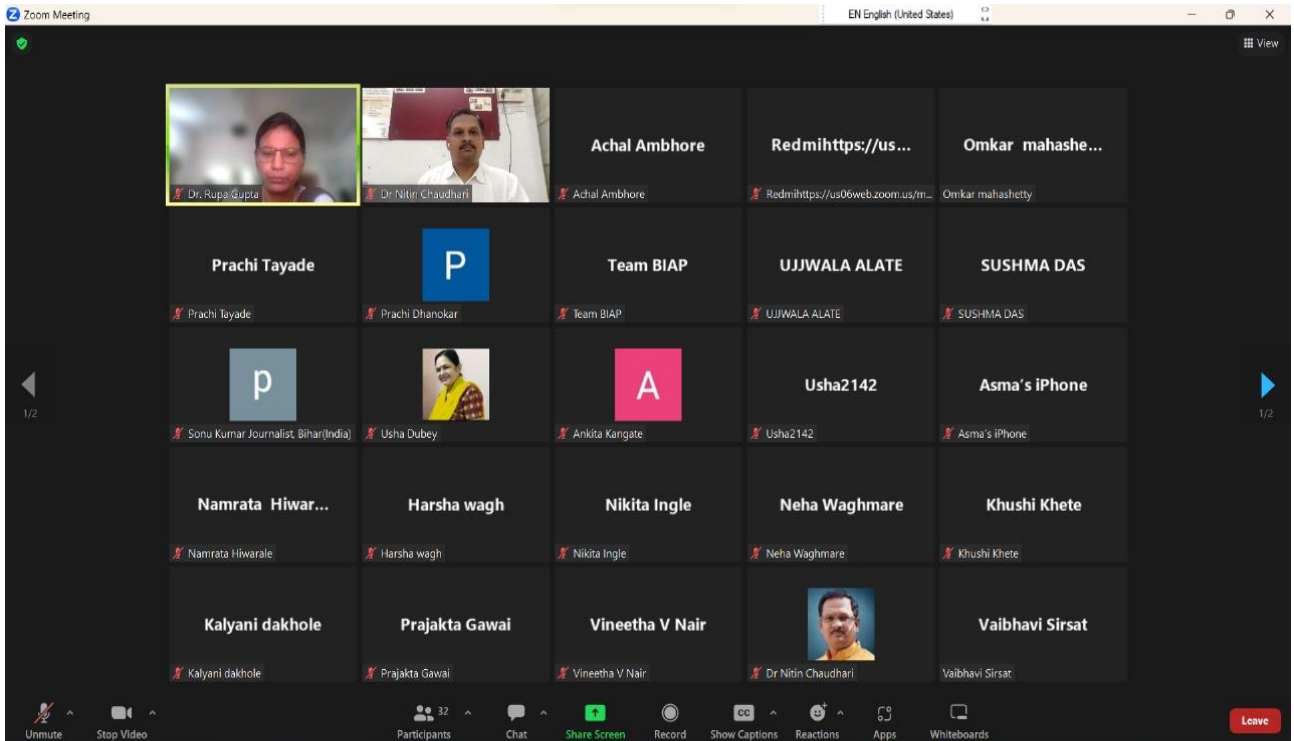 Zoom Meeting
EN English (United States)
View
Dr. Rupa Gupta
Dr Nitin Chaudhari
Achal Ambhore
Achal Ambhore
Redmihttps://us...
Redmihttps://us06web.zoom.us/m...
Omkar mahashe...
Omkar mahashetty
Prachi Tayade
Prachi Tayade
P
Prachi Dhanokar
Team BIAP
Team BIAP
UJJWALA ALATE
UJJWALA ALATE
SUSHMA DAS
SUSHMA DAS
1/2
p
Sonu Kumar Journalist, Bihar(India)
Usha Dubey
A
Ankita Kangate
Usha2142
Usha2142
Asma's iPhone
Asma's iPhone
1/2
Namrata Hiwar...
Namrata Hiwarale
Harsha wagh
Harsha wagh
Nikita Ingle
Nikita Ingle
Neha Waghmare
Neha Waghmare
Khushi Khete
Khushi Khete
Kalyani dakhole
Kalyani dakhole
Prajakta Gawai
Prajakta Gawai
Vineetha V Nair
Vineetha V Nair
Dr Nitin Chaudhari
Vaibhavi Sirsat
Vaibhavi Sirsat
Unmute
Stop Video
32
Participants
Chat
Share Screen
Record
CC
Show Captions
Reactions
Apps
Whiteboards
Leave